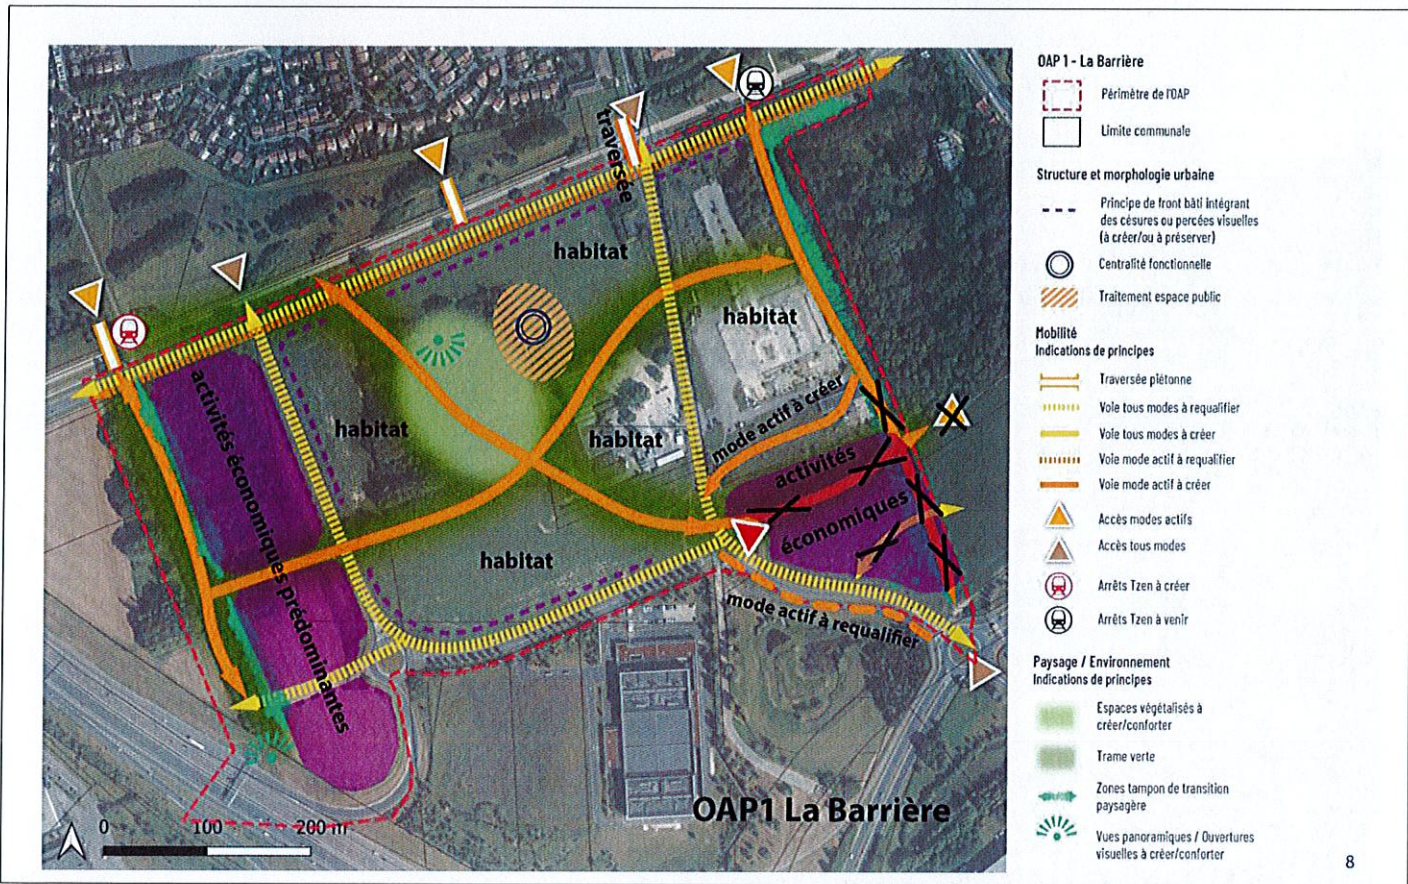 traversée
habitat
habitat
habitat
habitat
habitat
mode actif à créer
activités
économiques
activités économiques prédominantes
mode actif à requalifier
OAP1 La Barrière
0 100 200 m
OAP 1 - La Barrière
Périmètre de l'OAP
Limite communale
Structure et morphologie urbaine
Principe de front bâti intégrant
des césures ou percées visuelles
(à créer/ou à préserver)
Centralité fonctionnelle
Traitement espace public
Mobilité
Indications de principes
Traversée piétonne
Voie tous modes à requalifier
Voie tous modes à créer
Voie mode actif à requalifier
Voie mode actif à créer
Accès modes actifs
Accès tous modes
Arrêts Tzen à créer
Arrêts Tzen à venir
Paysage / Environnement
Indications de principes
Espaces végétalisés à
créer/conforter
Trame verte
Zones tampon de transition
paysagère
Vues panoramiques / Ouvertures
visuelles à créer/conforter
8